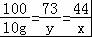 100/10g = 73/y = 44/x